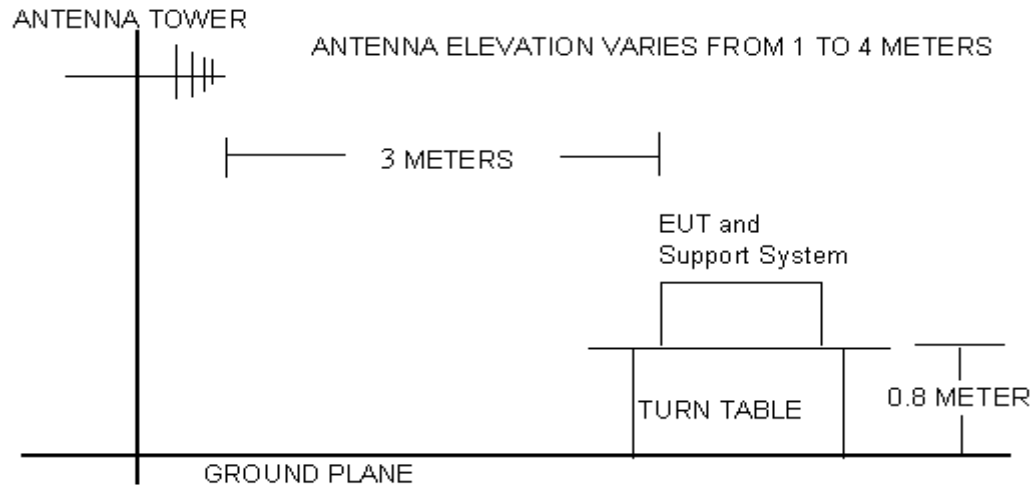 ANTENNA TOWER
ANTENNA ELEVATION VARIES FROM 1 TO 4 METERS
3 METERS
EUT and
Support System
0.8 METER
TURN TABLE
GROUND PLANE